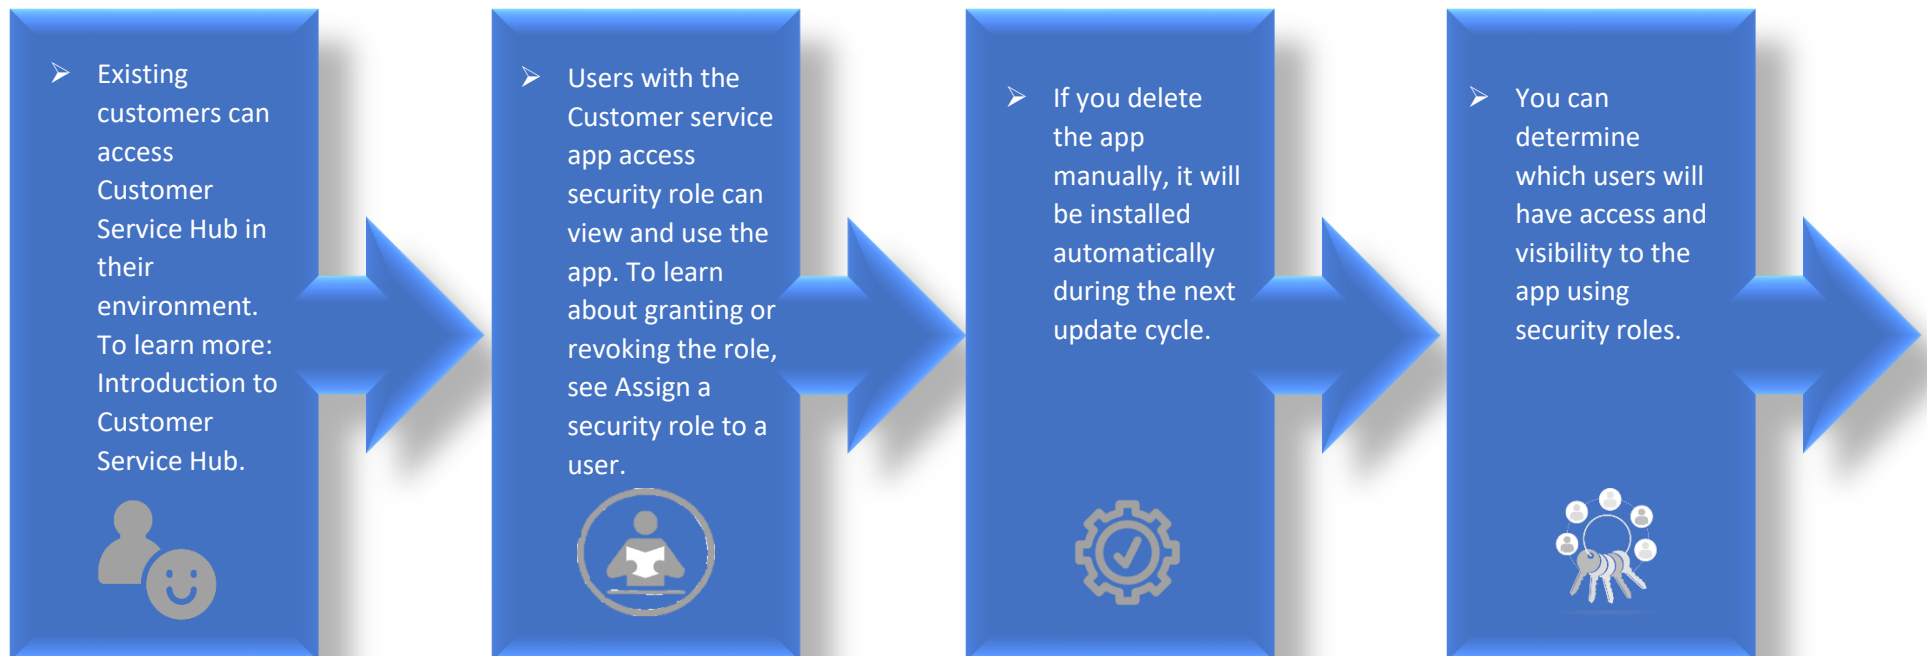 ➢ Existing
customers can
access
Customer
Service Hub in
their
environment.
To learn more:
Introduction to
Customer
Service Hub.
➢ Users with the
Customer service
app access
security role can
view and use the
app. To learn
about granting or
revoking the role,
see Assign a
security role to a
user.
➢ If you delete
the app
manually, it will
be installed
automatically
during the next
update cycle.
➢ You can
determine
which users will
have access and
visibility to the
app using
security roles.